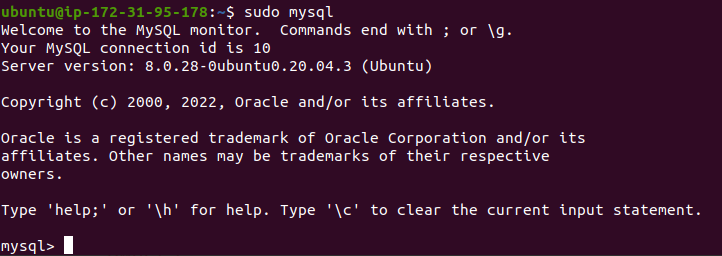 ubuntu@ip-172-31-95-178:~$ sudo mysql
Welcome to the MySQL monitor.  Commands end with ; or \g.
Your MySQL connection id is 10
Server version: 8.0.28-0ubuntu0.20.04.3 (Ubuntu)
Copyright (c) 2000, 2022, Oracle and/or its affiliates.
Oracle is a registered trademark of Oracle Corporation and/or its
affiliates. Other names may be trademarks of their respective
owners.
Type 'help;' or '\h' for help. Type '\c' to clear the current input statement.
mysql>